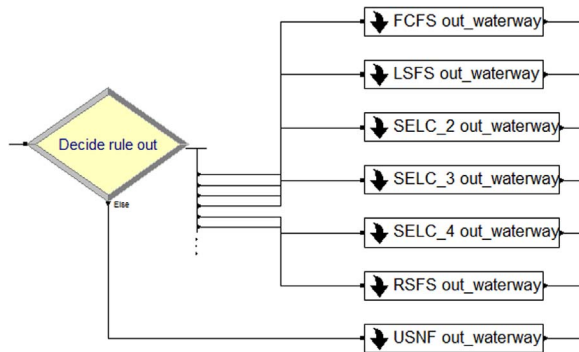 FCFS out_waterway
LSFS out_waterway
SELC_2 out_waterway
Decide rule out
SELC_3 out_waterway
Else
SELC_4 out_waterway
RSFS out_waterway
USNF out_waterway